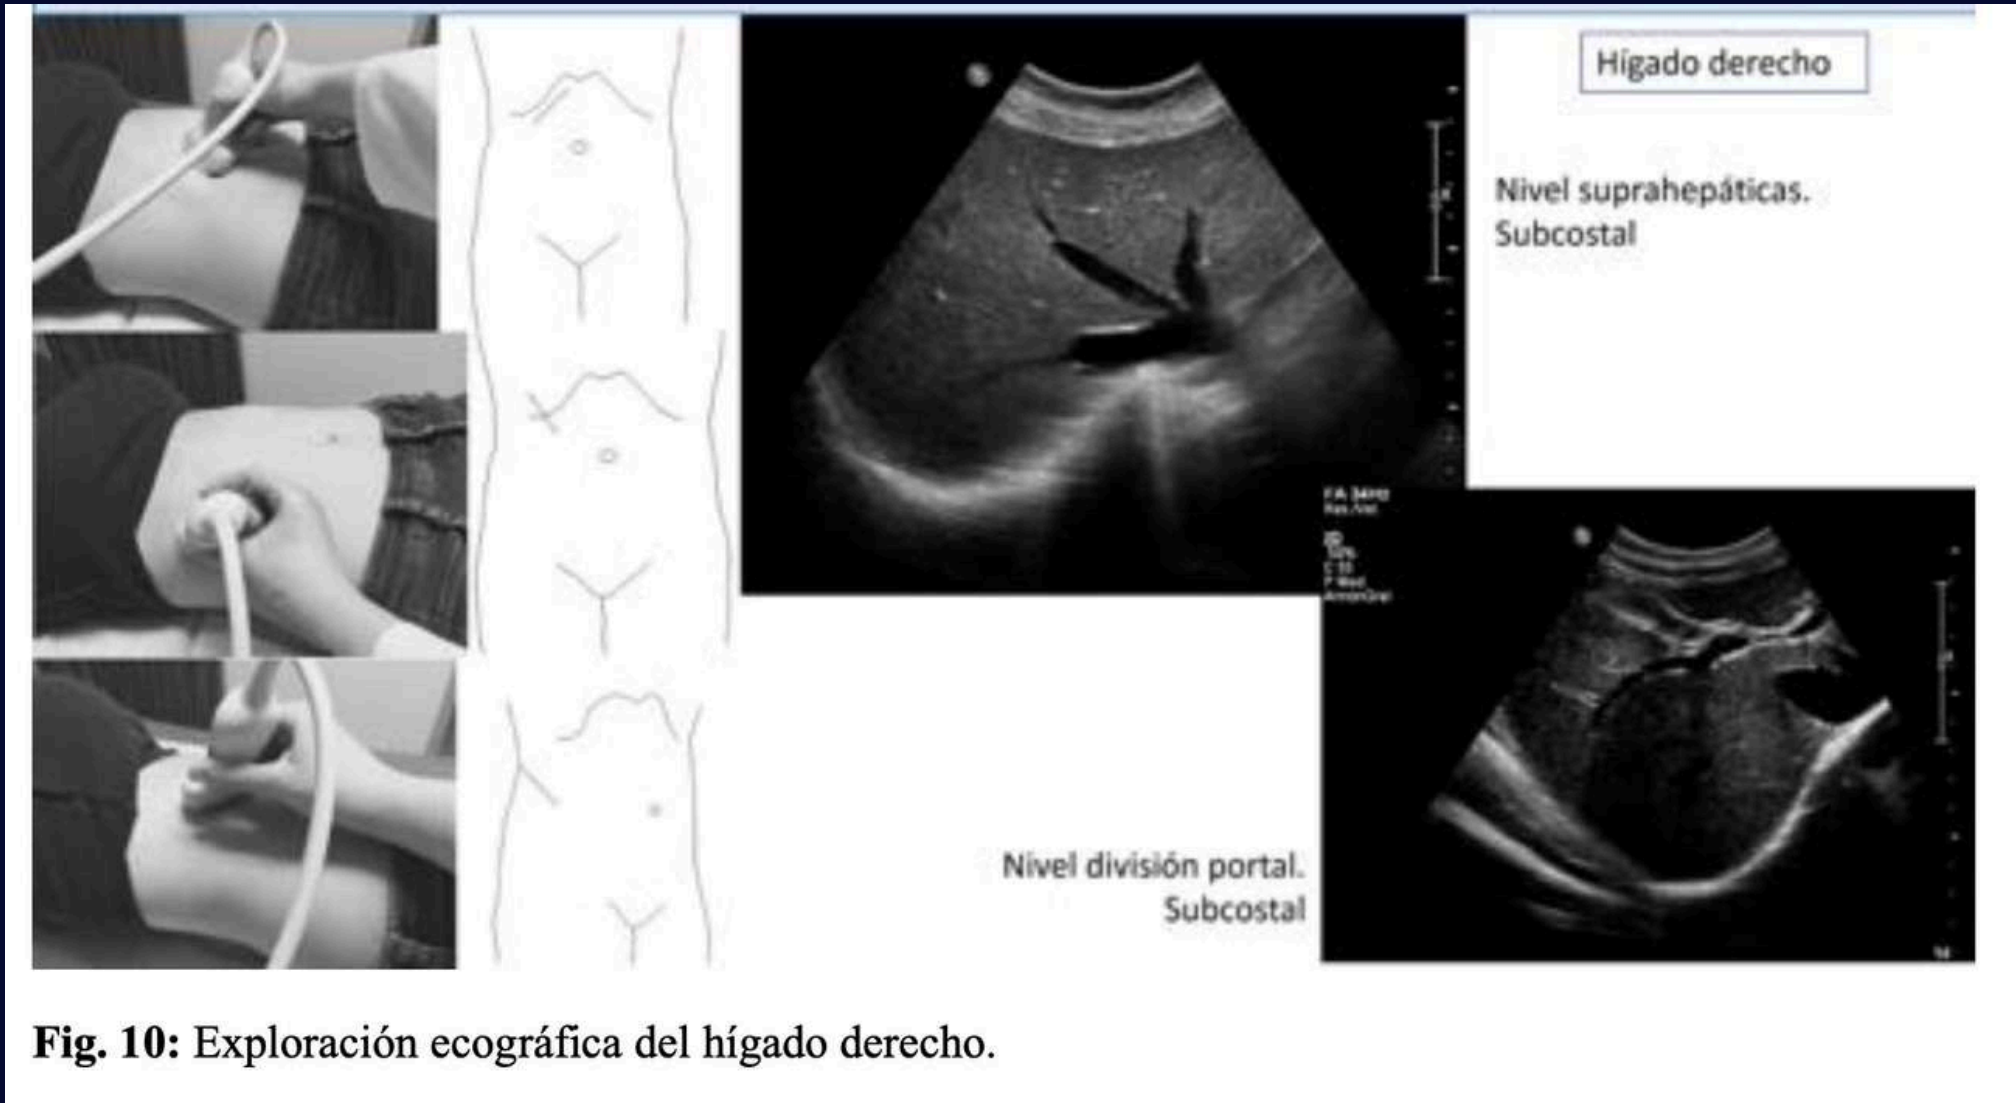 Hígado derecho
Nivel suprahepáticas.
Subcostal
Nivel división portal.
Subcostal
Fig. 10: Exploración ecográfica del hígado derecho.